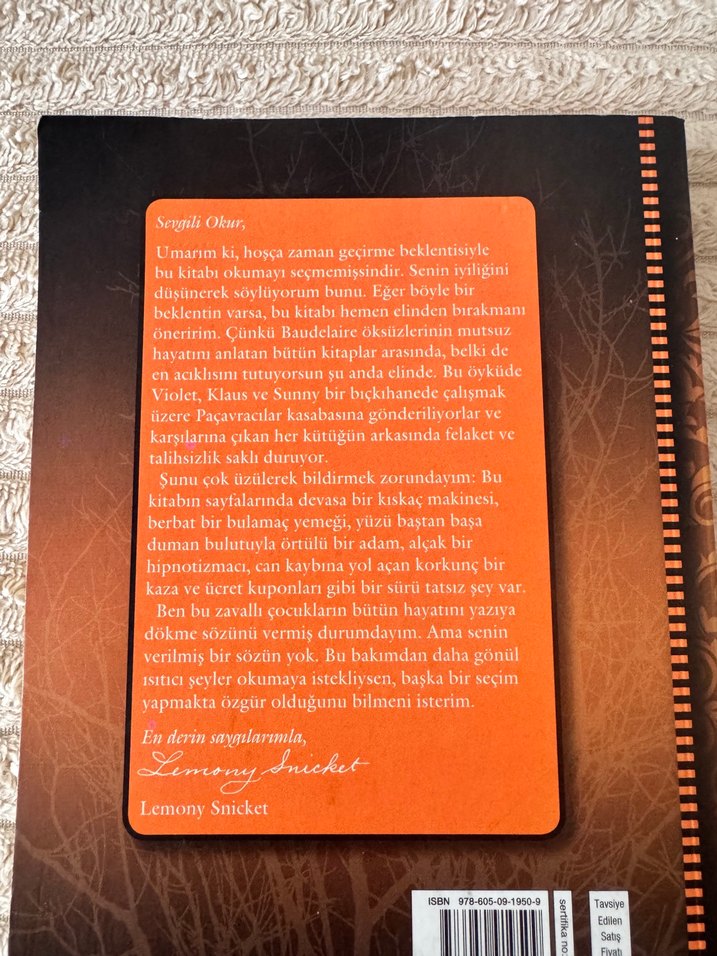 Sevgili Okur,
Umarım ki, hoşça zaman geçirme beklentisiyle
bu kitabı okumayı seçmemişsindir. Senin iyiliğini
düşünerek söylüyorum bunu. Eğer böyle bir
beklentin varsa, bu kitabı hemen elinden bırakmanı
öneririm. Çünkü Baudelaire öksüzlerinin mutsuz
hayatını anlatan bütün kitaplar arasında, belki de
en acıklısını tutuyorsun şu anda elinde. Bu öyküde
Violet, Klaus ve Sunny bir bıçkıhanede çalışmak
üzere Paçavracılar kasabasına gönderiliyorlar ve
karşılarına çıkan her kütüğün arkasında felaket ve
talihsizlik saklı duruyor.
Şunu çok üzülerek bildirmek zorundayım: Bu
kitabın sayfalarında devasa bir kıskaç makinesi,
berbat bir bulamaç yemeği, yüzü baştan başa
duman bulutuyla örtülü bir adam, alçak bir
hipnotizmacı, can kaybına yol açan korkunç bir
kaza ve ücret kuponları gibi bir sürü tatsız şey var.
Ben bu zavallı çocukların bütün hayatını yazıya
dökme sözünü vermiş durumdayım. Ama senin
verilmiş bir sözün yok. Bu bakımdan daha gönül
ısıtıcı şeyler okumaya istekliysen, başka bir seçim
yapmakta özgür olduğunu bilmeni isterim.
En derin saygılarımla,
Lemony Snicket
Lemony Snicket
ISBN 978-605-09-1950-9
sertifika no:
Tavsiye
Edilen
Satış
Fiyatı